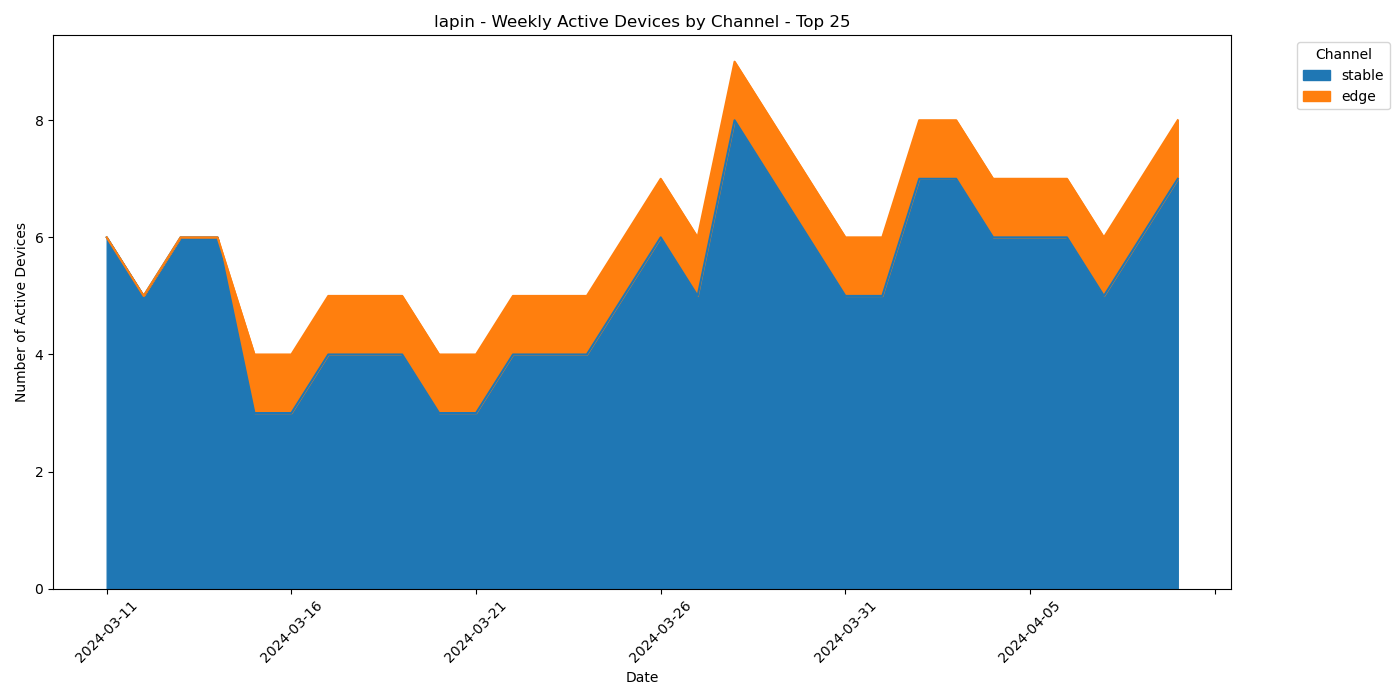 lapin - Weekly Active Devices by Channel - Top 25
Channel
stable
edge
Number of Active Devices
8
6
4
2
0
2024-03-11
2024-03-16
2024-03-21
2024-03-26
2024-03-31
2024-04-05
Date